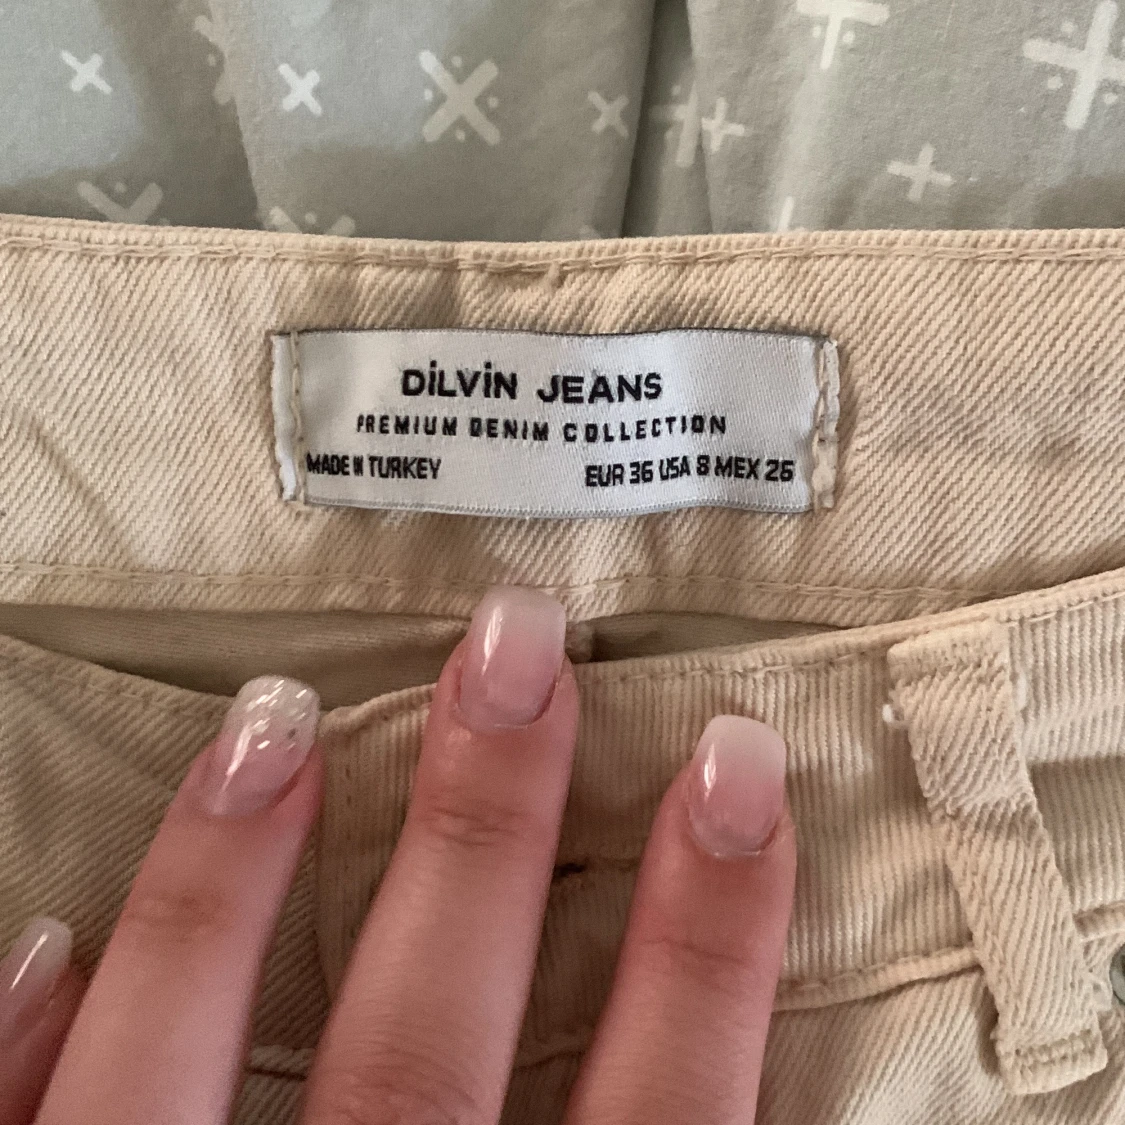 DİLVİN JEANS
PREMIUM DENIM COLLECTION
MADE IN TURKEY EUR 36 USA 8 MEX 26